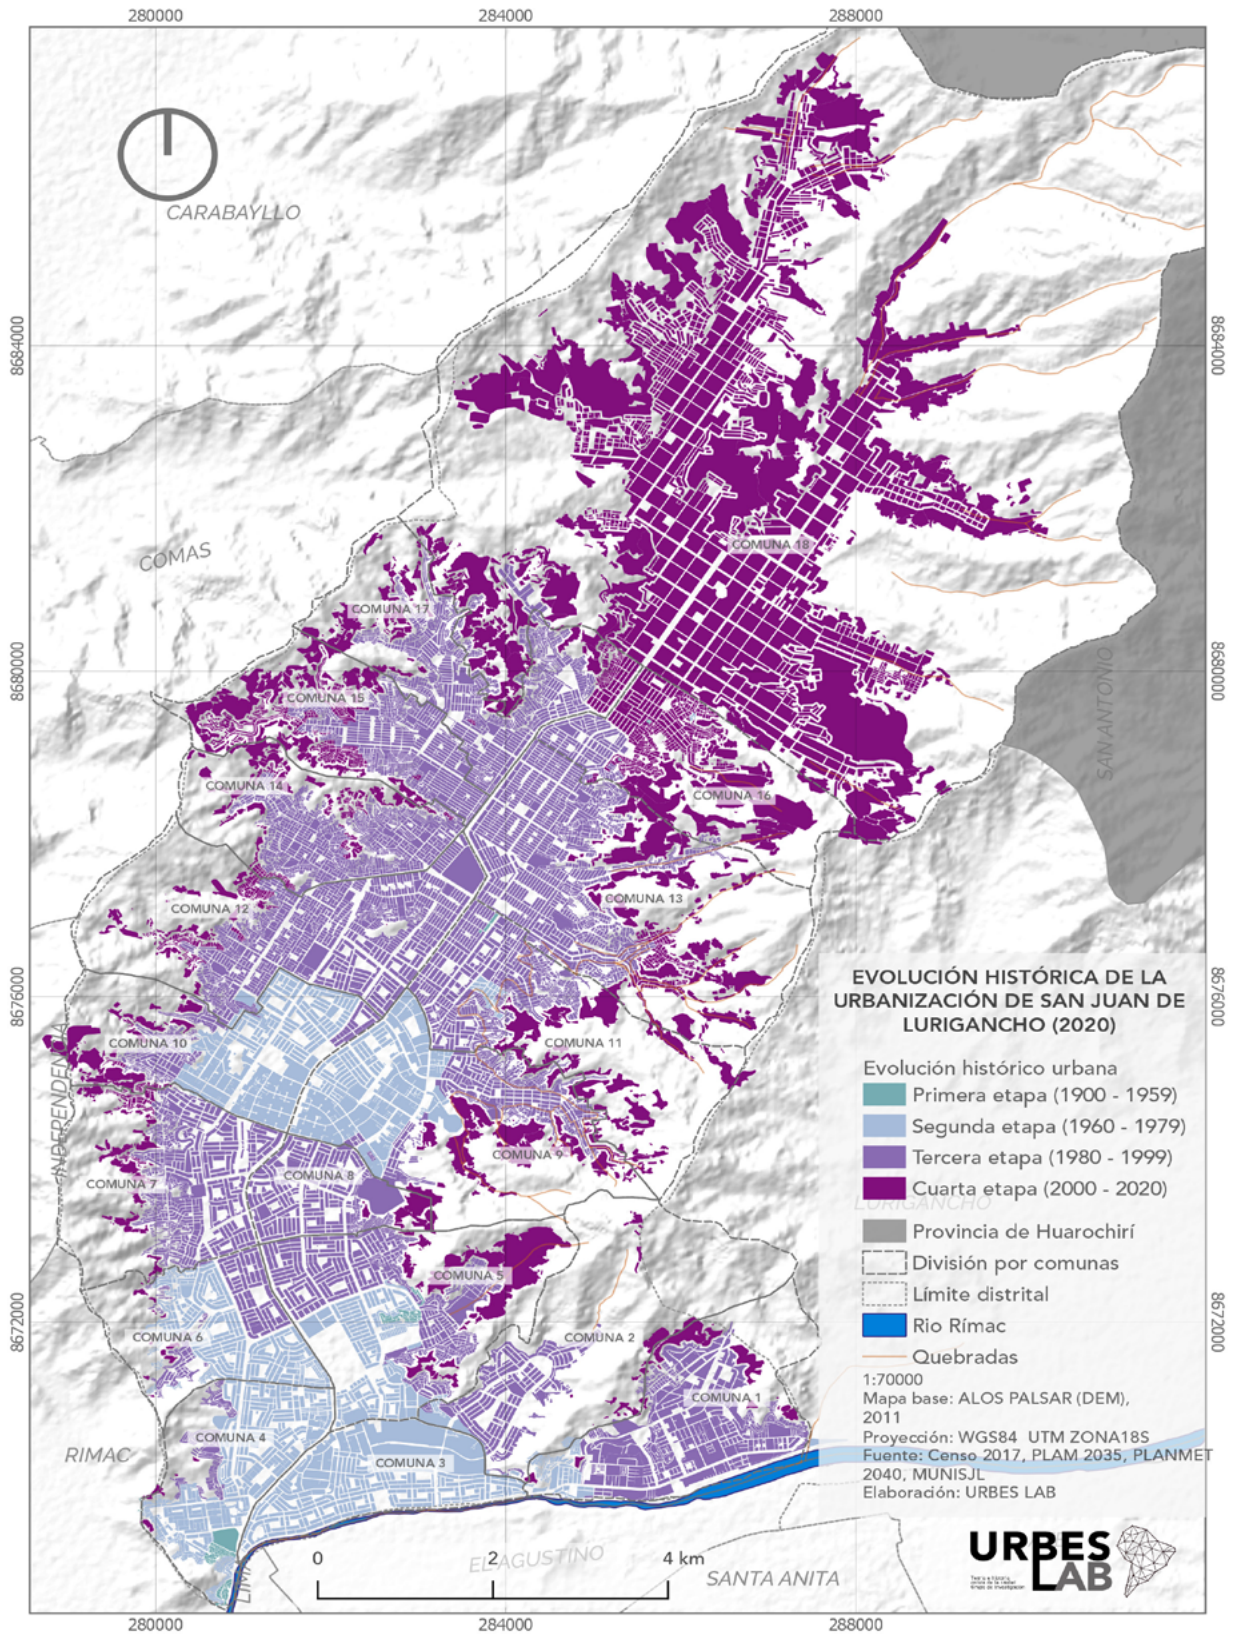 280000
284000
288000
CARABAYLLO
8684000
8684000
COMUNA 18
COMAS
COMUNA 17
8680000
8680000
SAN ANTONIO
COMUNA 15
COMUNA 14
COMUNA 16
COMUNA 13
COMUNA 12
8676000
8676000
INDEPENDENCIA
COMUNA 10
COMUNA 11
COMUNA 9
COMUNA 8
COMUNA 7
LURIGANCHO
COMUNA 5
COMUNA 6
COMUNA 2
8672000
8672000
COMUNA 1
COMUNA 4
COMUNA 3
RIMAC
EVOLUCIÓN HISTÓRICA DE LA
URBANIZACIÓN DE SAN JUAN DE
LURIGANCHO (2020)
Evolución histórico urbana
Primera etapa (1900 - 1959)
Segunda etapa (1960 - 1979)
Tercera etapa (1980 - 1999)
Cuarta etapa (2000 - 2020)
Provincia de Huarochirí
División por comunas
Límite distrital
Rio Rímac
Quebradas
1:70000
Mapa base: ALOS PALSAR (DEM),
2011
Proyección: WGS84 UTM ZONA18S
Fuente: Censo 2017, PLAM 2035, PLANMET
2040, MUNISJL
Elaboración: URBES LAB
URBES
LAB
0 2 4 km
EL AGUSTINO
SANTA ANITA
280000
284000
288000